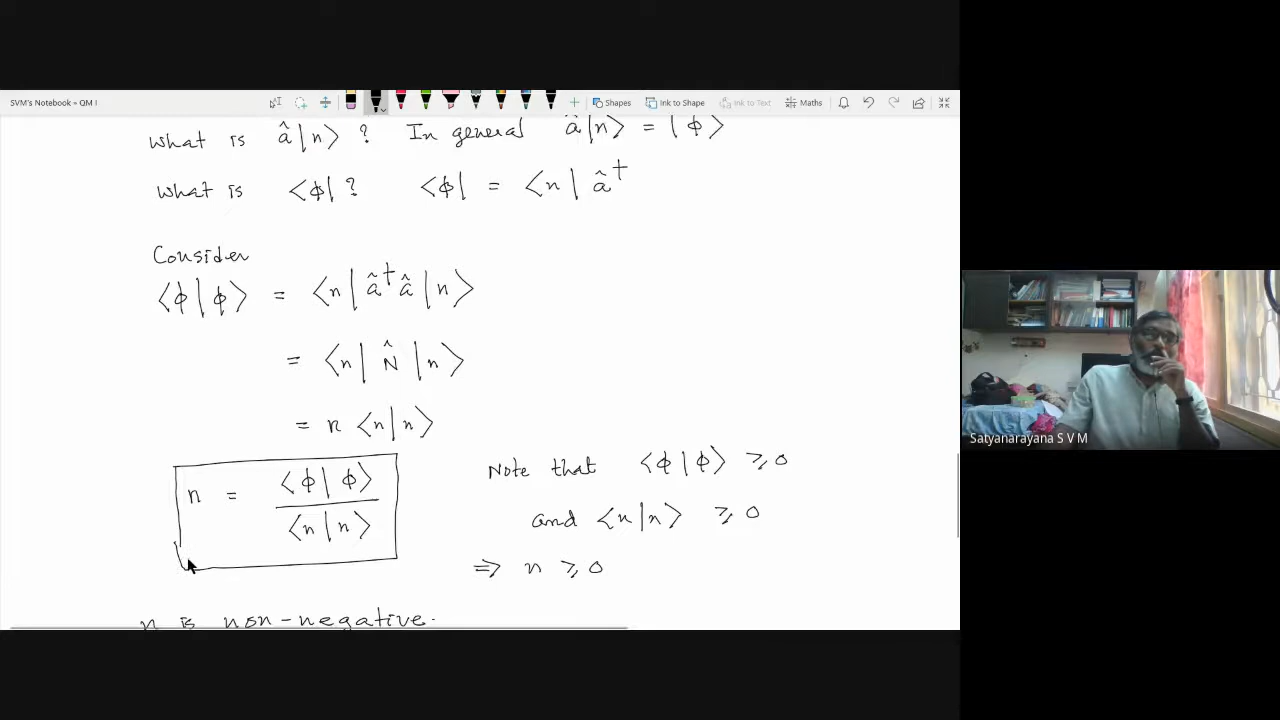 SVM's Notebook = QM I
Shapes Ink to Shape Ink to Text Maths
What is â|n⟩ ? In general â|n⟩ = |ϕ⟩
What is ⟨ϕ| ? ⟨ϕ| = ⟨n| â†
Consider
⟨ϕ|ϕ⟩ = ⟨n| â†â |n⟩
= ⟨n| N̂ |n⟩
= n ⟨n|n⟩
n = ⟨ϕ|ϕ⟩ / ⟨n|n⟩
Note that ⟨ϕ|ϕ⟩ ⩾ 0
and ⟨n|n⟩ ⩾ 0
⇒ n ⩾ 0
n is non-negative.
Satyanarayana S V M